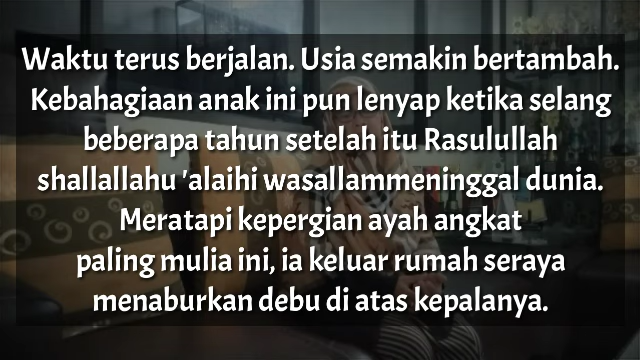 Waktu terus berjalan. Usia semakin bertambah.
Kebahagiaan anak ini pun lenyap ketika selang
beberapa tahun setelah itu Rasulullah
shallallahu 'alaihi wasallammeninggal dunia.
Meratapi kepergian ayah angkat
paling mulia ini, ia keluar rumah seraya
menaburkan debu di atas kepalanya.